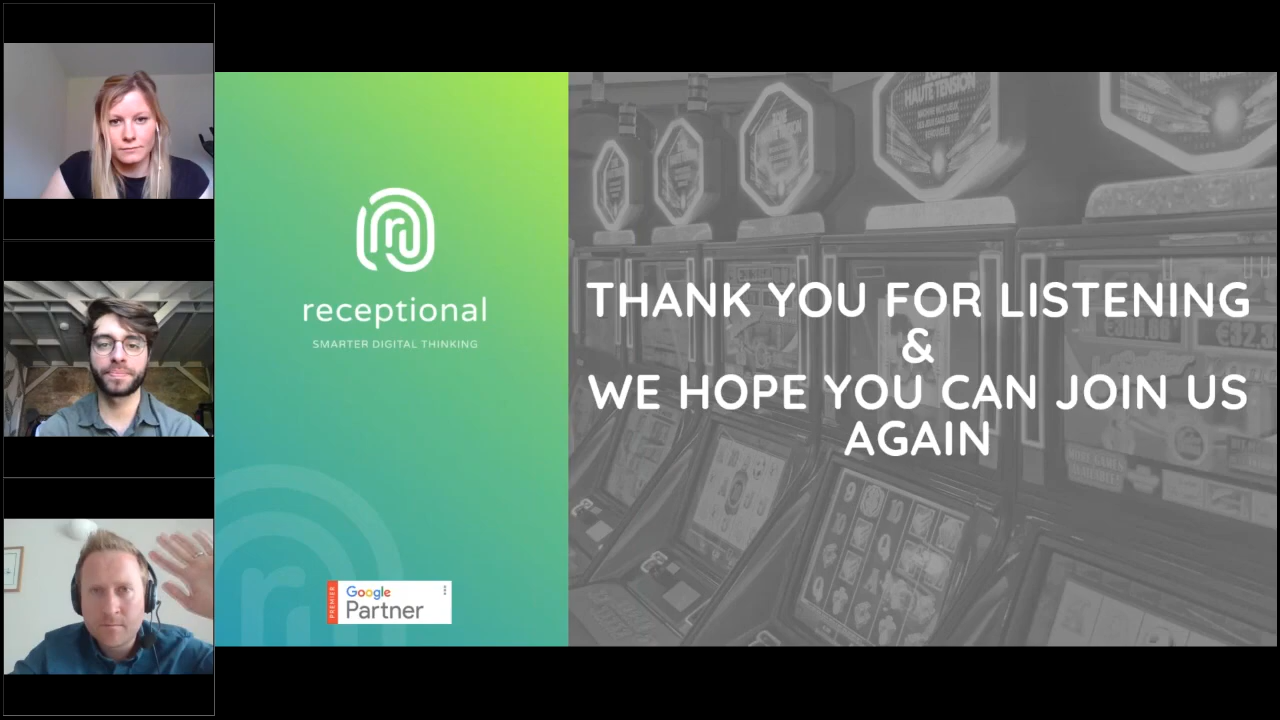 receptional
SMARTER DIGITAL THINKING
PREMIER
Google
Partner
HAUTE TENSION
THANK YOU FOR LISTENING
&
WE HOPE YOU CAN JOIN US
AGAIN